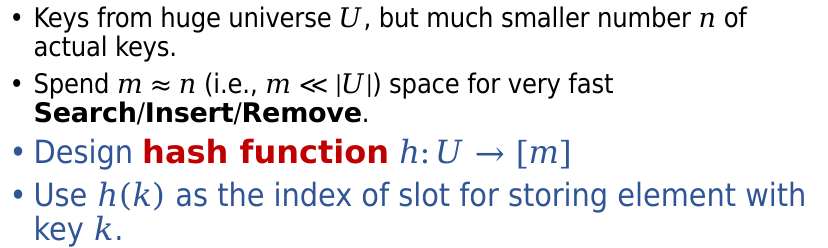 • Keys from huge universe U, but much smaller number n of
actual keys.
• Spend m ≈ n (i.e., m ≪ |U|) space for very fast
Search/Insert/Remove.
• Design hash function h: U → [m]
• Use h(k) as the index of slot for storing element with
key k.